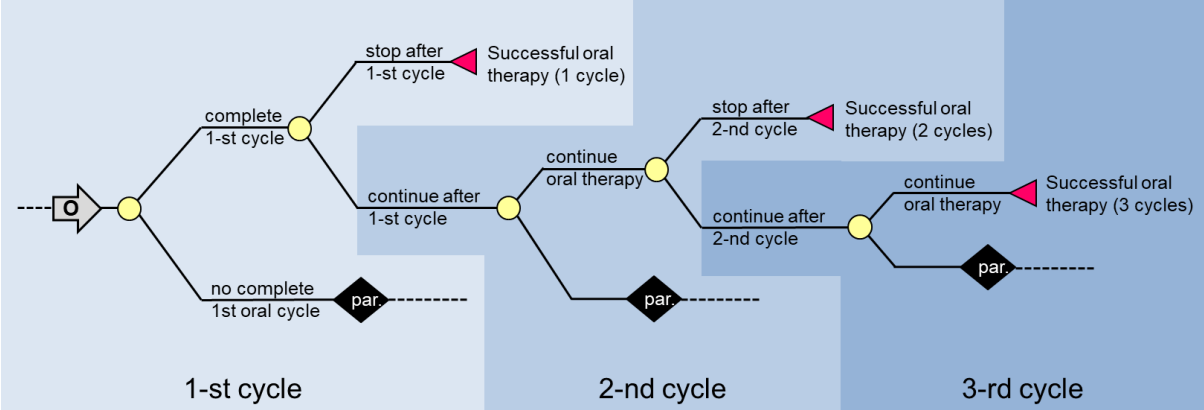 stop after
1-st cycle
Successful oral
therapy (1 cycle)
complete
1-st cycle
stop after
2-nd cycle
Successful oral
therapy (2 cycles)
continue
oral therapy
continue after
1-st cycle
continue
oral therapy
Successful oral
therapy (3 cycles)
O
continue after
2-nd cycle
par.
no complete
1st oral cycle
par.
par.
1-st cycle
2-nd cycle
3-rd cycle